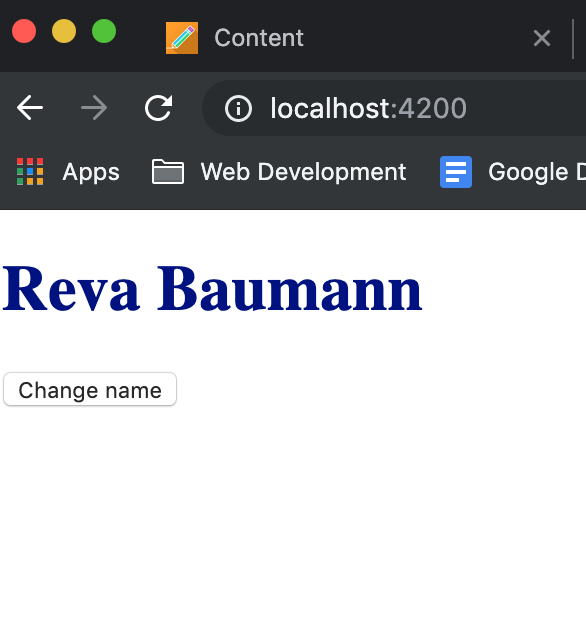 Content
localhost:4200
Apps Web Development Google D
Reva Baumann
Change name